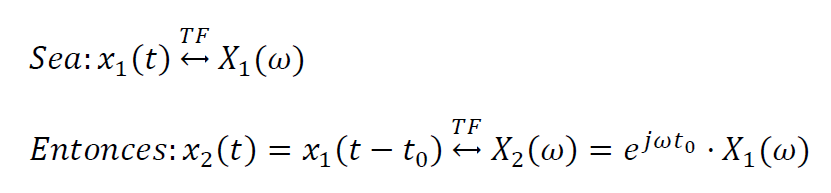 Sea: x₁(t) ↔^{TF} X₁(ω)
Entonces: x₂(t) = x₁(t − t₀) ↔^{TF} X₂(ω) = e^{jωt₀} · X₁(ω)